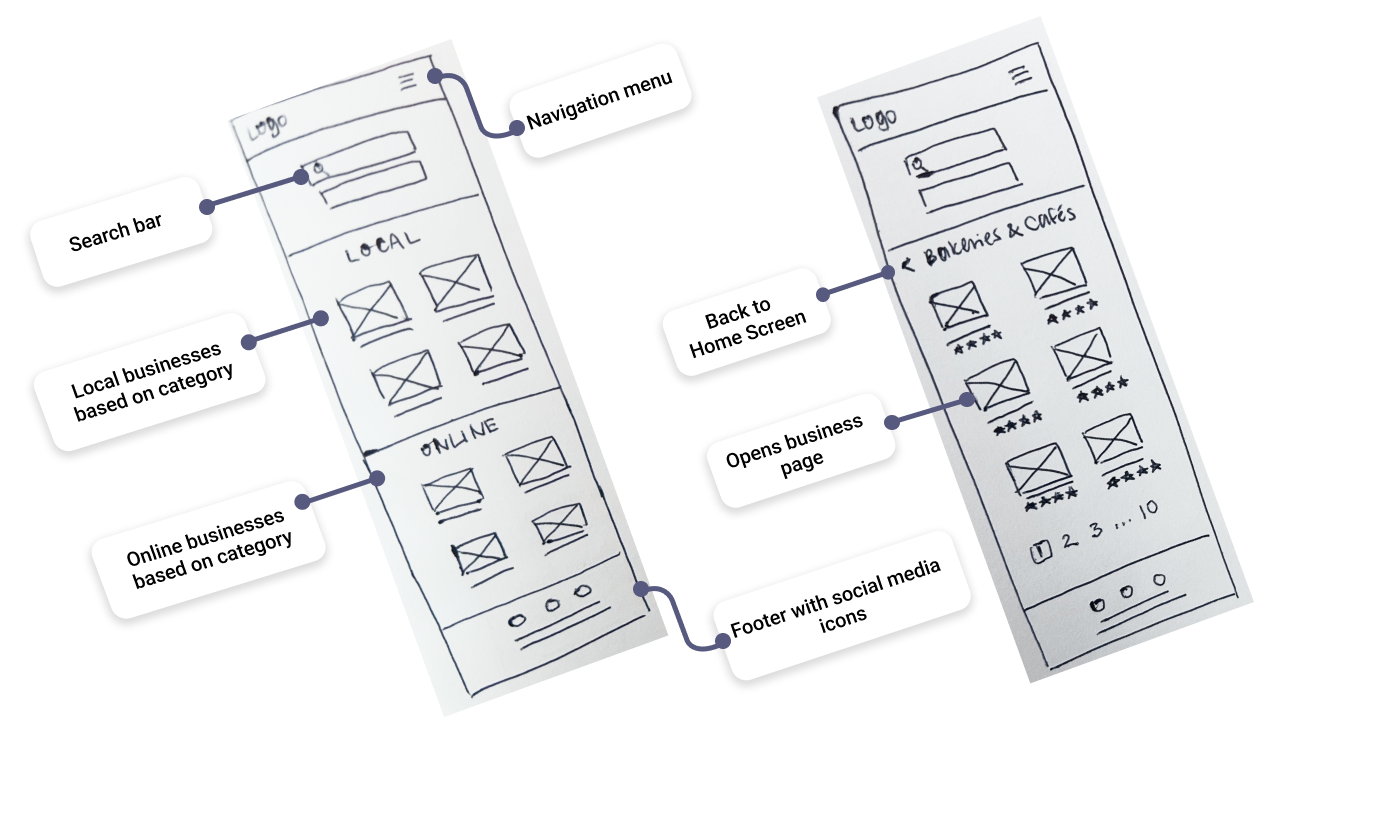 Logo
Navigation menu
Search bar
LOCAL
Local businesses
based on category
ONLINE
Online businesses
based on category
Footer with social media
icons
Logo
< Bakeries & Cafés
Back to
Home Screen
Opens business
page
1 2 3 ... 10